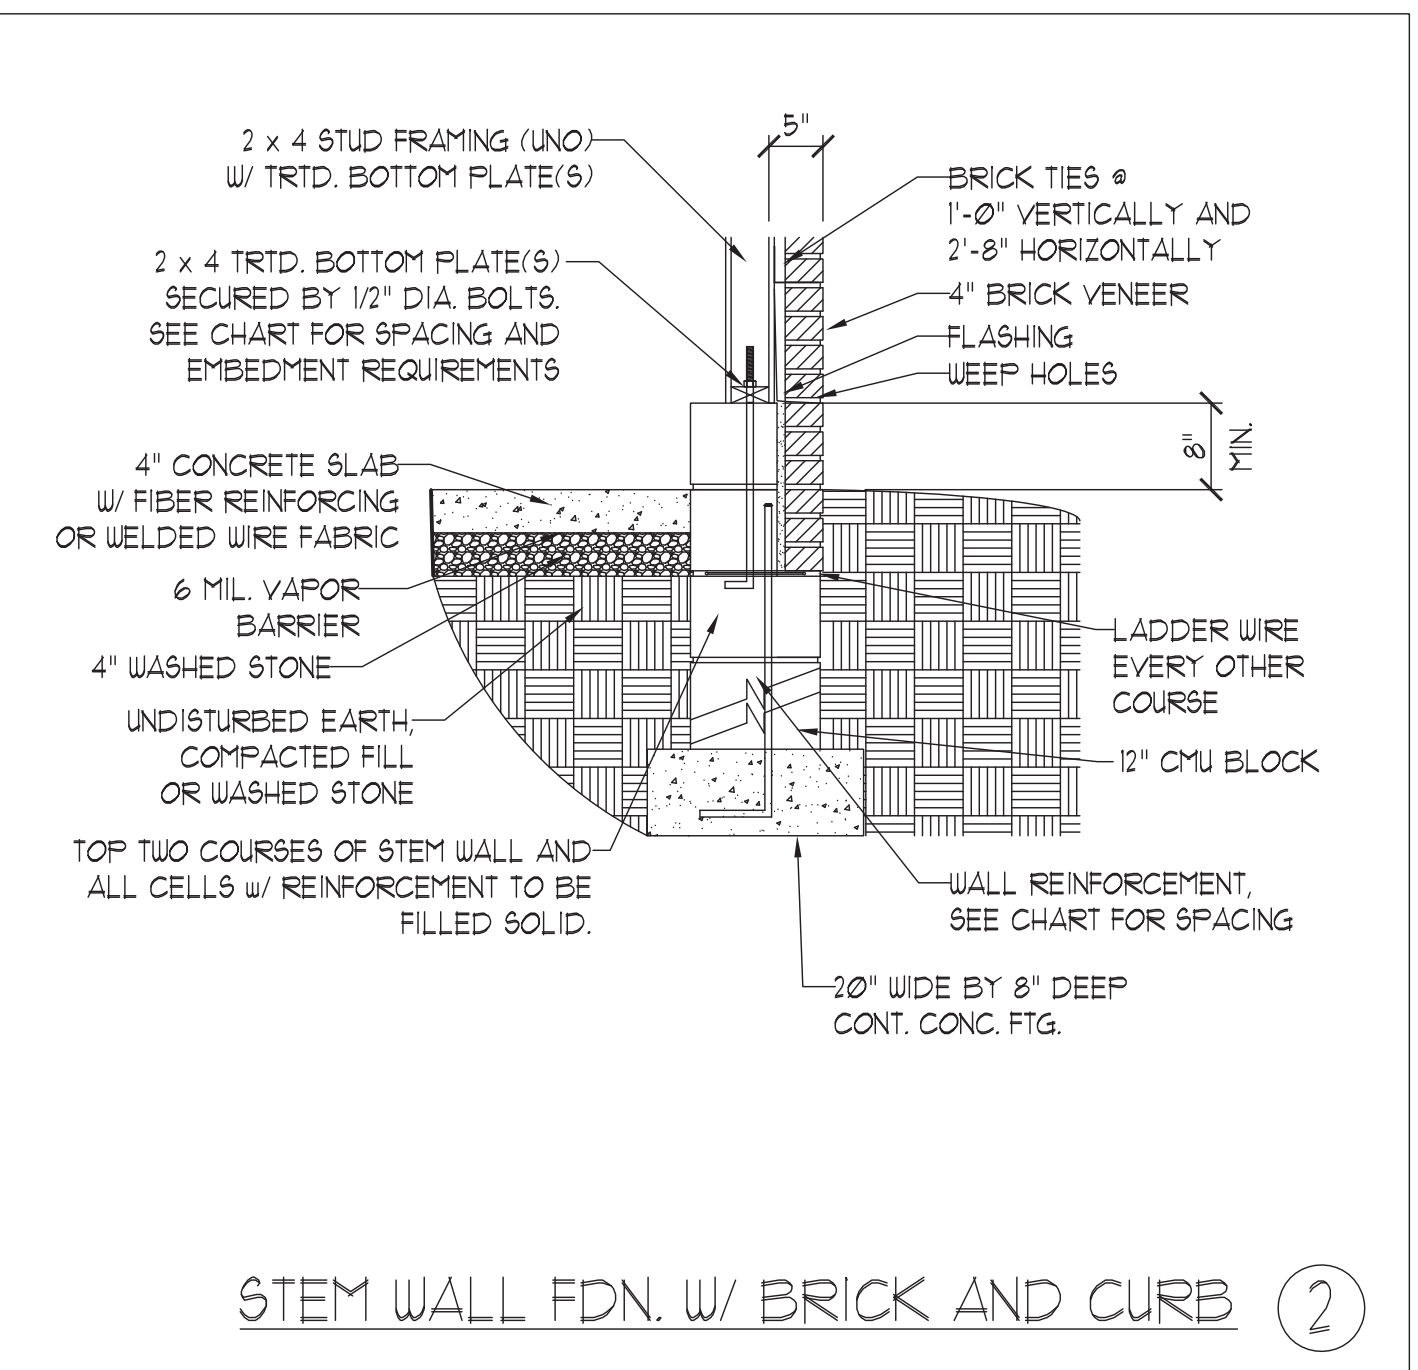 5"
2 x 4 STUD FRAMING (UNO)
W/ TRTD. BOTTOM PLATE(S)
2 x 4 TRTD. BOTTOM PLATE(S)
SECURED BY 1/2" DIA. BOLTS.
SEE CHART FOR SPACING AND
EMBEDMENT REQUIREMENTS
4" CONCRETE SLAB
W/ FIBER REINFORCING
OR WELDED WIRE FABRIC
6 MIL. VAPOR
BARRIER
4" WASHED STONE
UNDISTURBED EARTH,
COMPACTED FILL
OR WASHED STONE
TOP TWO COURSES OF STEM WALL AND
ALL CELLS w/ REINFORCEMENT TO BE
FILLED SOLID.
BRICK TIES @
1'-0" VERTICALLY AND
2'-8" HORIZONTALLY
4" BRICK VENEER
FLASHING
WEEP HOLES
8"
MIN.
LADDER WIRE
EVERY OTHER
COURSE
12" CMU BLOCK
WALL REINFORCEMENT,
SEE CHART FOR SPACING
20" WIDE BY 8" DEEP
CONT. CONC. FTG.
STEM WALL FDN. W/ BRICK AND CURB
2